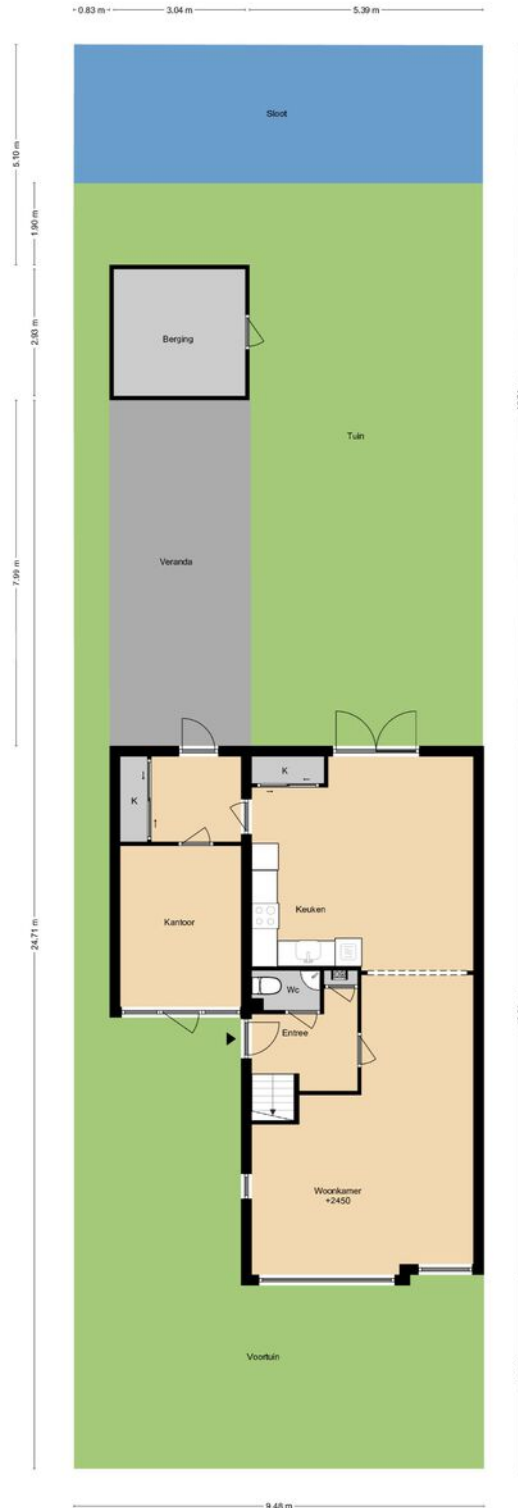 0.83 m
3.04 m
5.39 m
Sloot
5.10 m
1.90 m
2.93 m
Berging
Tuin
7.99 m
Veranda
K
K
Kantoor
Keuken
24.71 m
Wc
Entree
Woonkamer
+2450
Voortuin
9.48 m